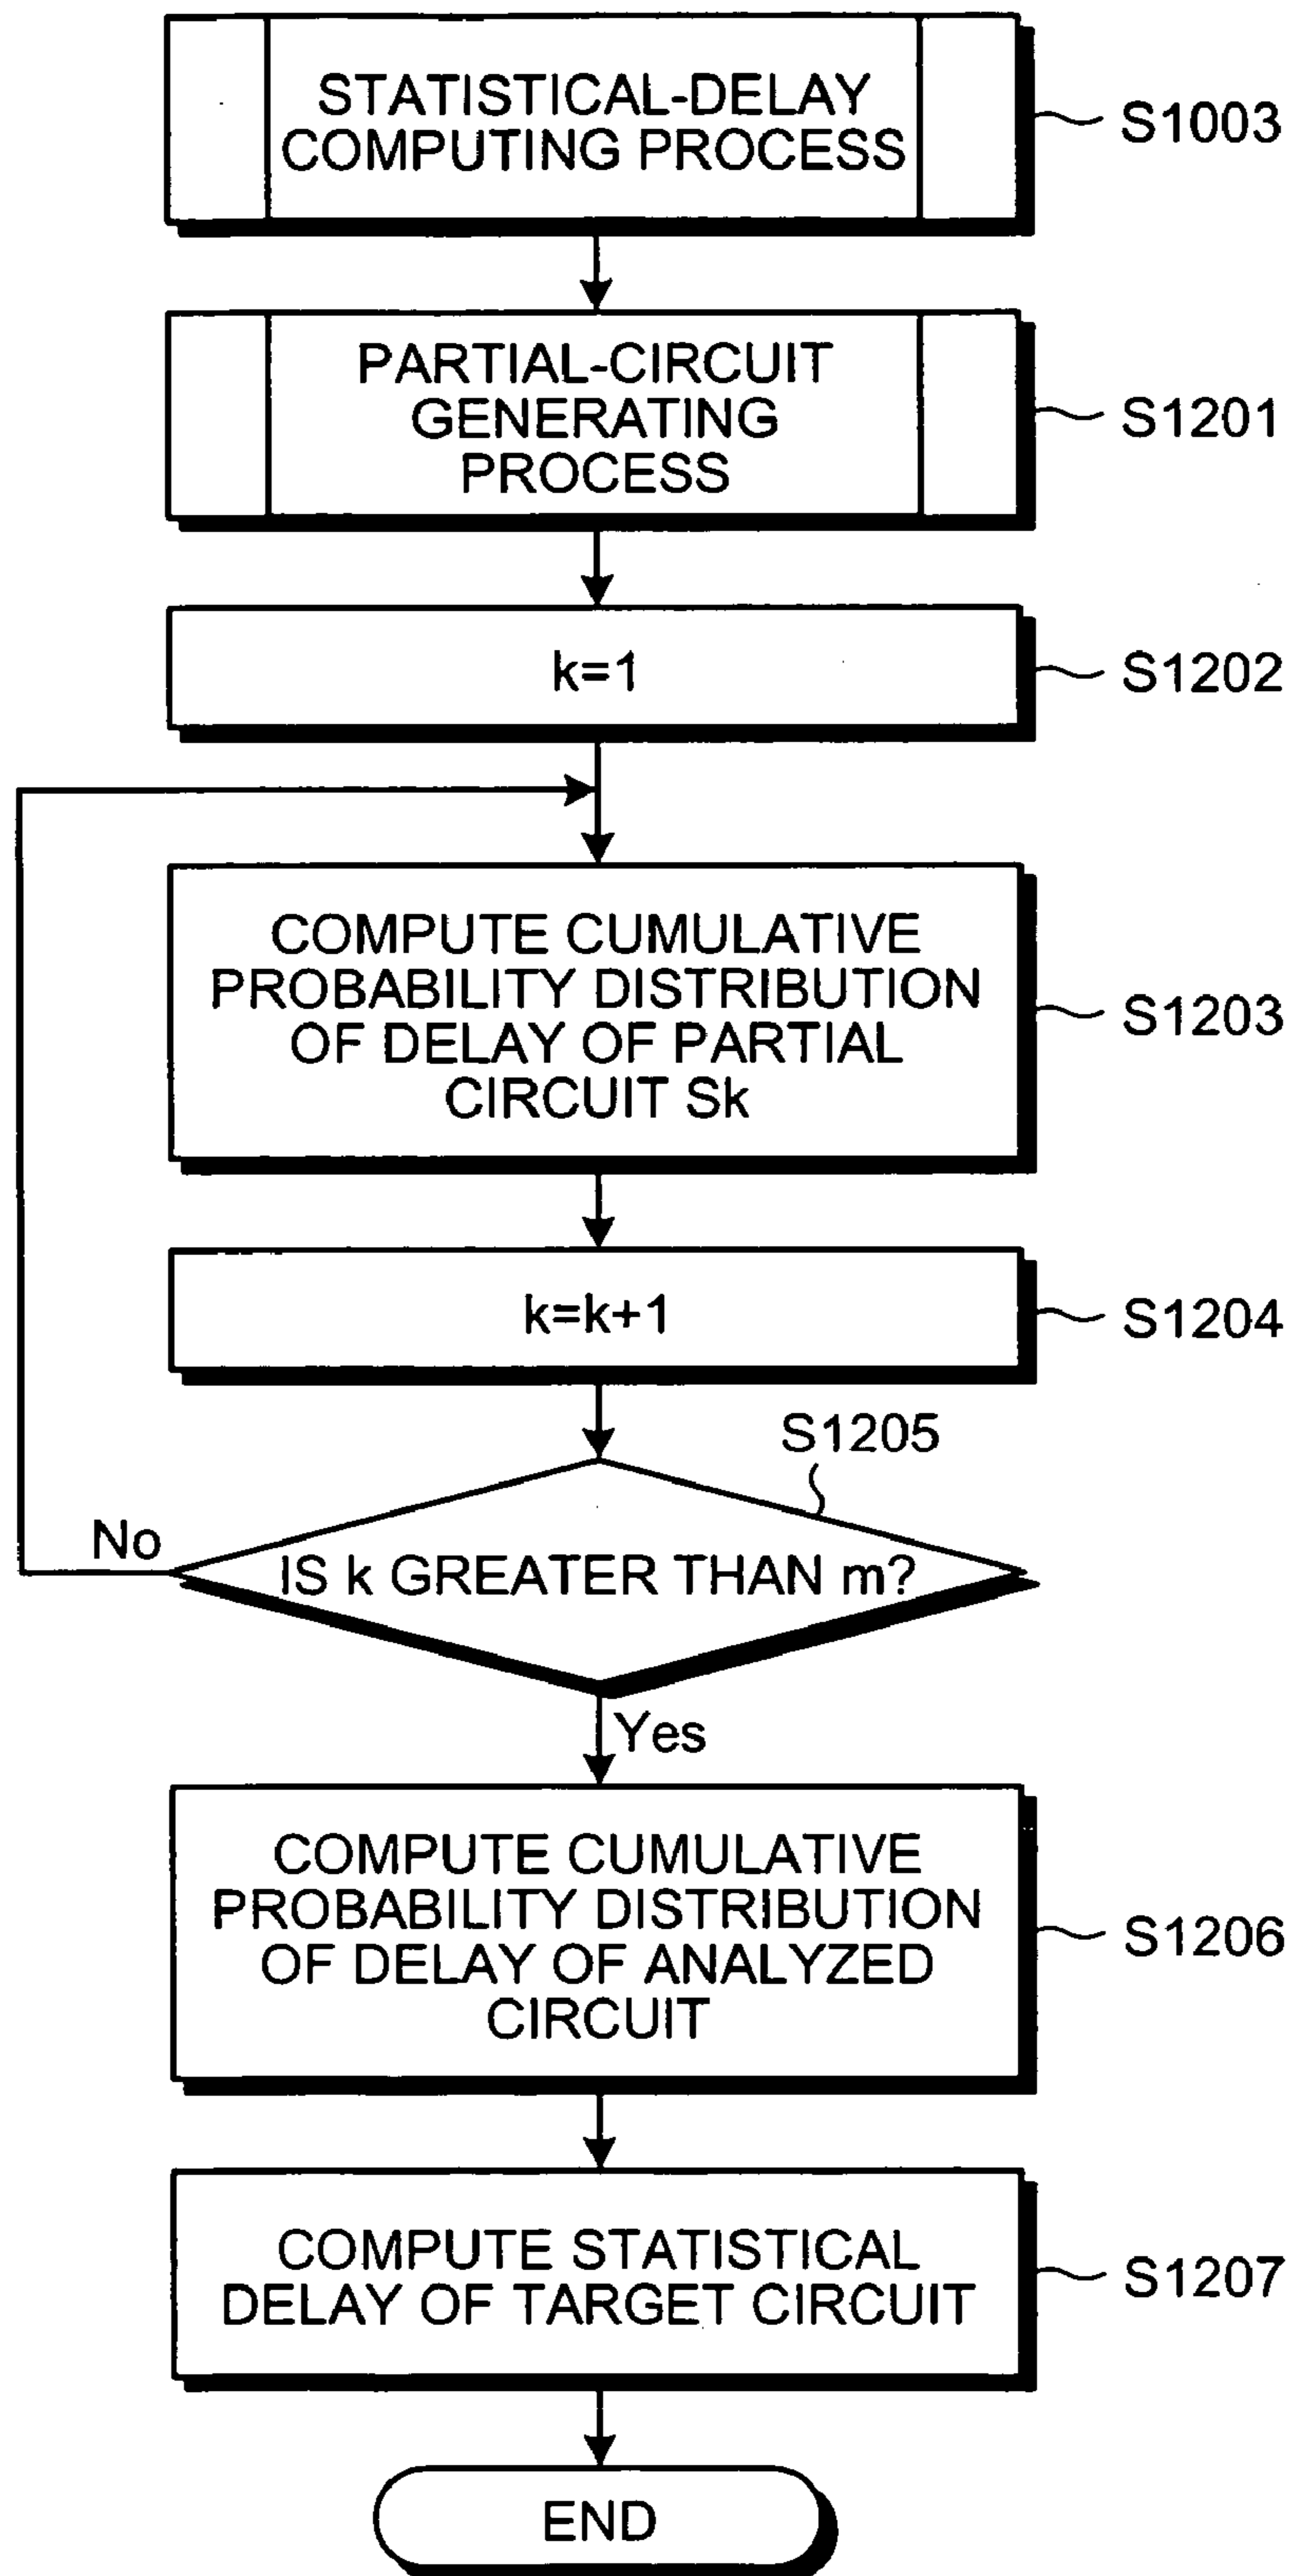 STATISTICAL-DELAY
COMPUTING PROCESS
S1003
PARTIAL-CIRCUIT
GENERATING
PROCESS
S1201
k=1
S1202
COMPUTE CUMULATIVE
PROBABILITY DISTRIBUTION
OF DELAY OF PARTIAL
CIRCUIT Sk
S1203
k=k+1
S1204
S1205
No
IS k GREATER THAN m?
Yes
COMPUTE CUMULATIVE
PROBABILITY DISTRIBUTION
OF DELAY OF ANALYZED
CIRCUIT
S1206
COMPUTE STATISTICAL
DELAY OF TARGET CIRCUIT
S1207
END